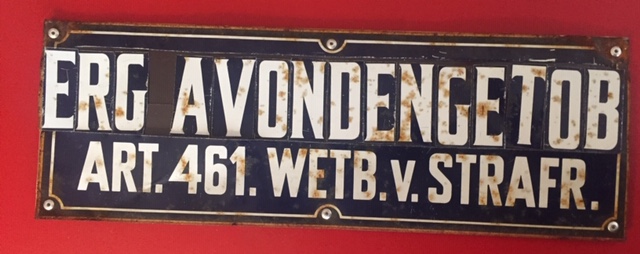 ERG AVONDENGETOB
ART. 461. WETB. v. STRAFR.